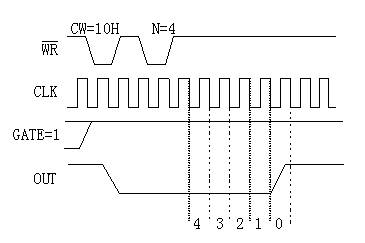 CW=10H N=4
WR
CLK
GATE=1
OUT
4 3 2 1 0